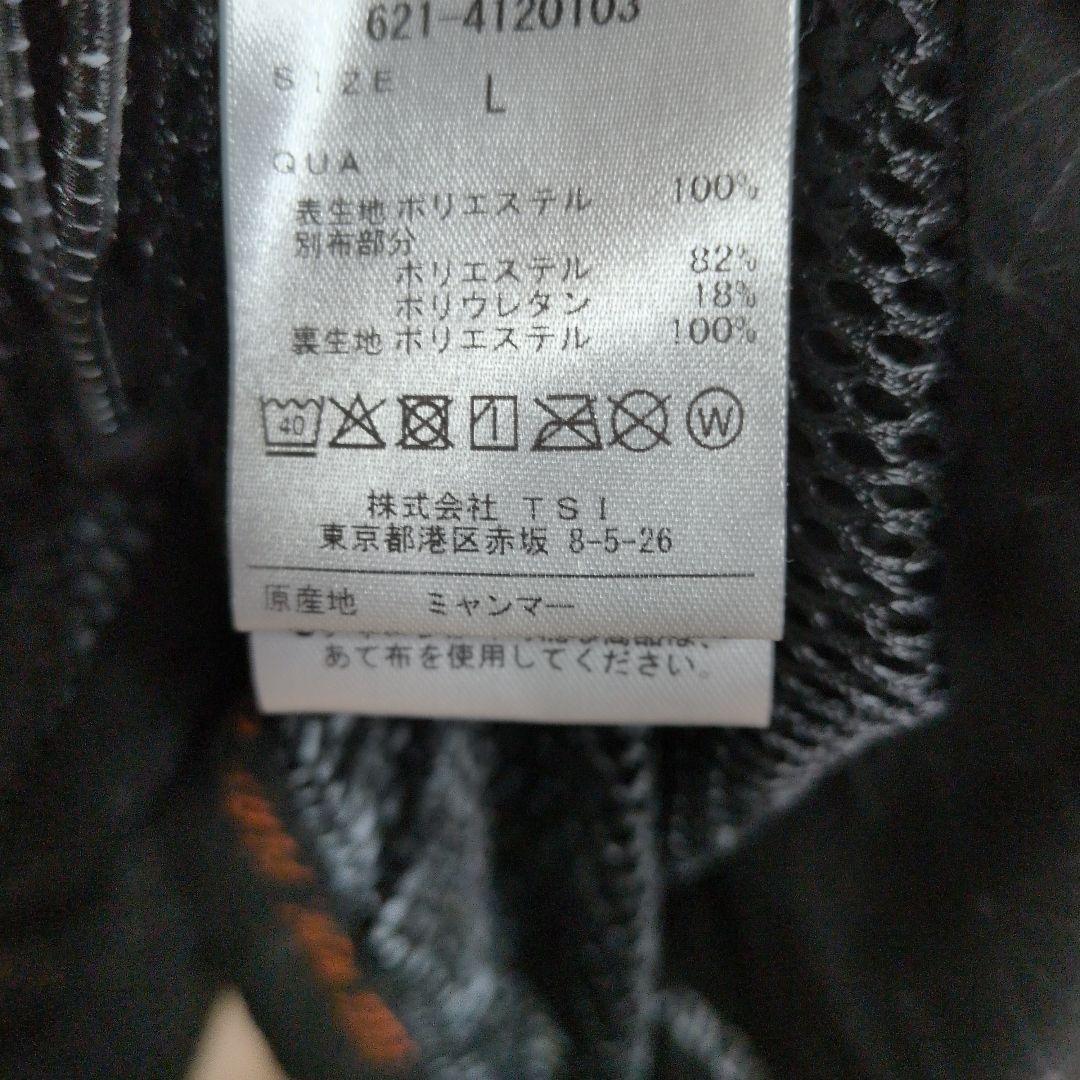 621-4120103
SIZE L
QUA
表生地 ポリエステル 100%
別布部分
ポリエステル 82%
ポリウレタン 18%
裏生地 ポリエステル 100%
40 W
株式会社 TSI
東京都港区赤坂 8-5-26
原産地 ミャンマー
あて布を使用してください。